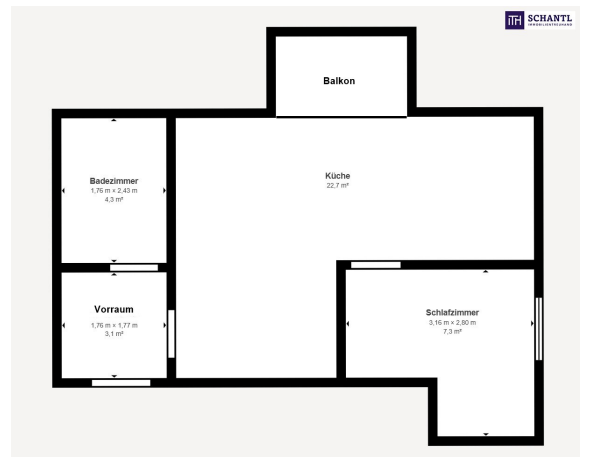 iTH SCHANTL
IMMOBILIENTREUHAND
Balkon
Badezimmer
1,76 m × 2,43 m
4,3 m²
Küche
22,7 m²
Vorraum
1,76 m × 1,77 m
3,1 m²
Schlafzimmer
3,16 m × 2,80 m
7,3 m²